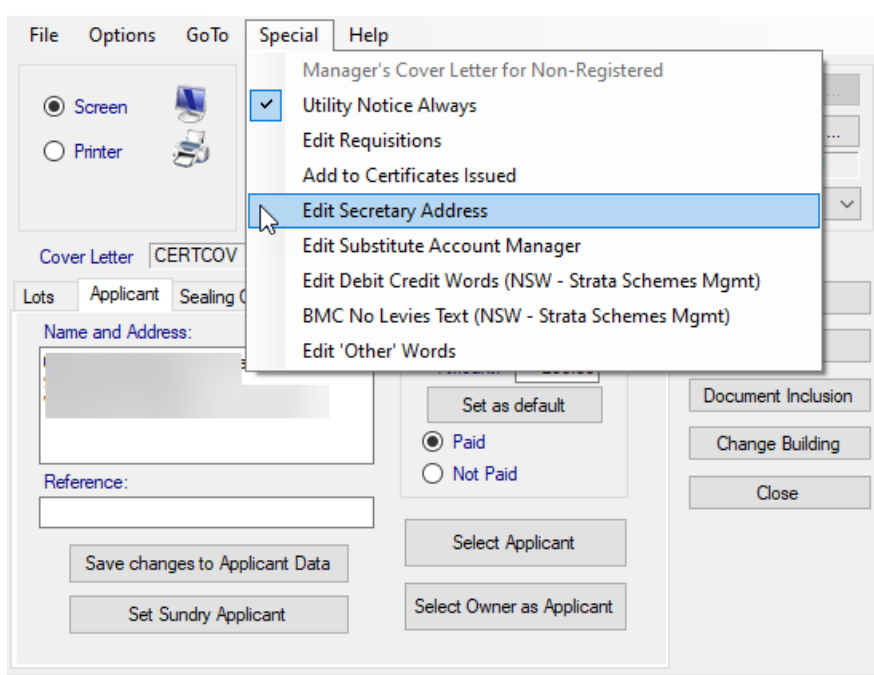 File Options GoTo Special Help
Manager's Cover Letter for Non-Registered
Utility Notice Always
Edit Requisitions
Add to Certificates Issued
Edit Secretary Address
Edit Substitute Account Manager
Edit Debit Credit Words (NSW - Strata Schemes Mgmt)
BMC No Levies Text (NSW - Strata Schemes Mgmt)
Edit 'Other' Words
Screen
Printer
...
...
Cover Letter CERTCOV
Lots Applicant Sealing
Name and Address:
Reference:
Save changes to Applicant Data
Set Sundry Applicant
Set as default
Paid
Not Paid
Select Applicant
Select Owner as Applicant
Document Inclusion
Change Building
Close